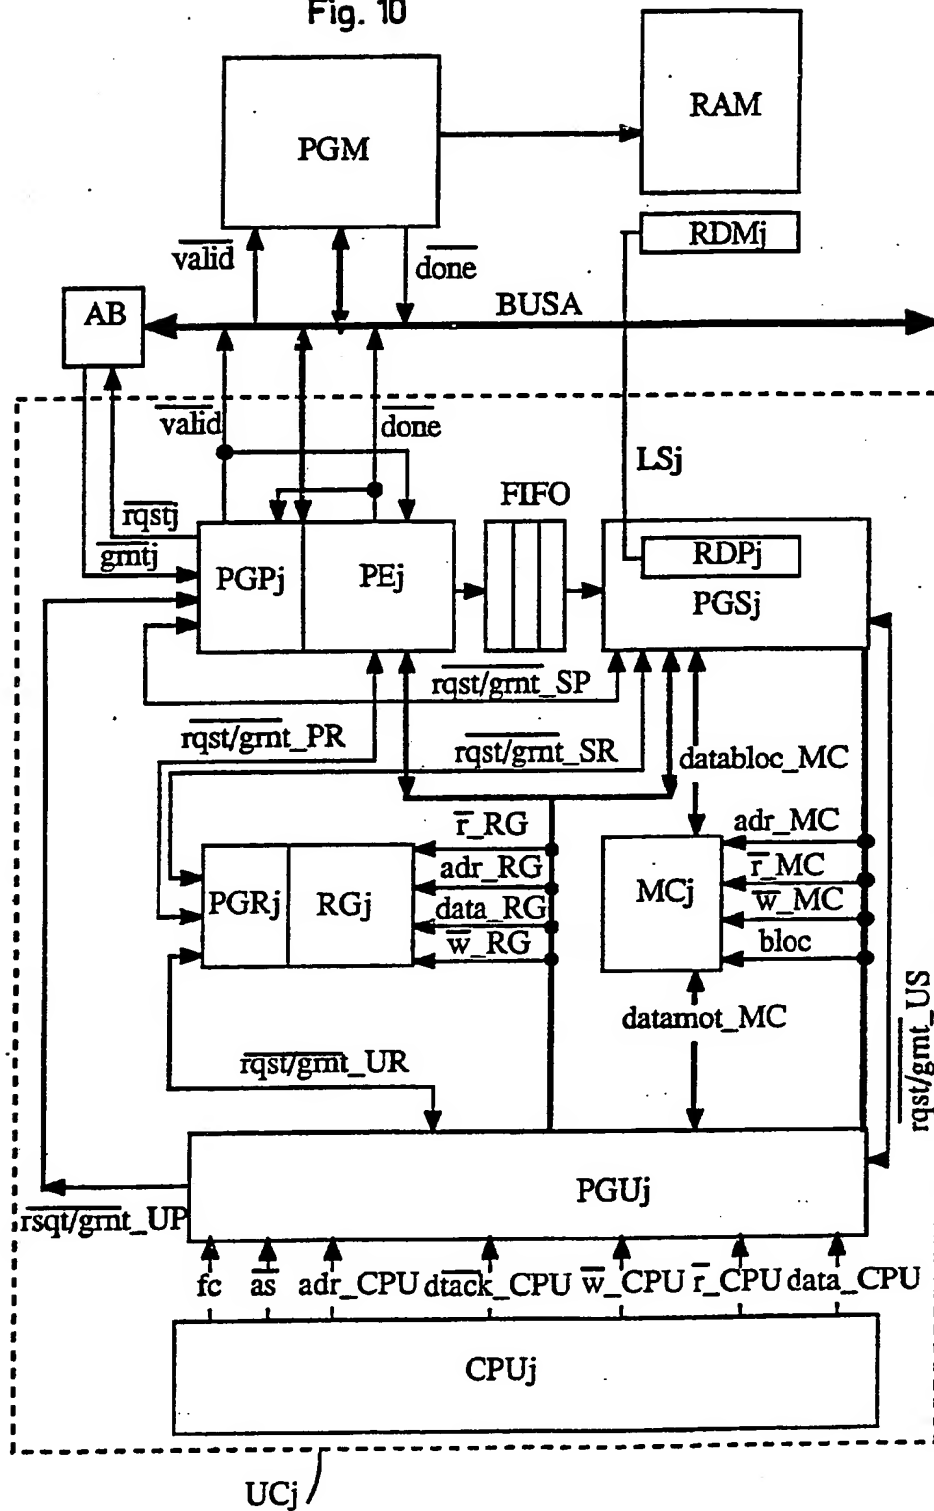 Fig. 10
PGM
RAM
RDMj
valid
done
AB
BUSA
valid
done
LSj
rqstj
FIFO
grntj
PGPj
PEj
RDPj
PGSj
rqst/grnt_SP
rqst/grnt_PR
rqst/grnt_SR
databloc_MC
r_RG
adr_MC
adr_RG
r_MC
PGRj
RGj
MCj
data_RG
w_MC
w_RG
bloc
datamot_MC
rqst/grnt_US
rqst/grnt_UR
PGUj
rsqt/grnt_UP
fc
as
adr_CPU
dtack_CPU
w_CPU
r_CPU
data_CPU
CPUj
UCj